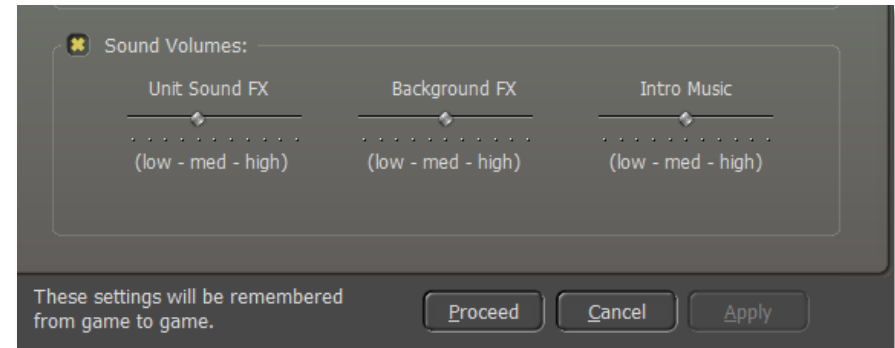 Sound Volumes:
Unit Sound FX
Background FX
Intro Music
(low - med - high)
(low - med - high)
(low - med - high)
These settings will be remembered
from game to game.
Proceed
Cancel
Apply